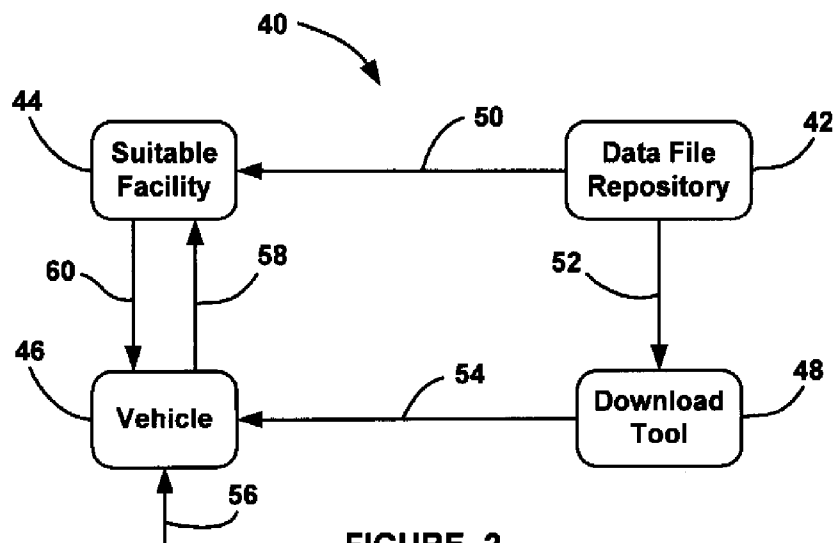 40
44
50
42
Suitable
Facility
Data File
Repository
60
58
52
46
54
48
Vehicle
Download
Tool
56
FIGURE 2